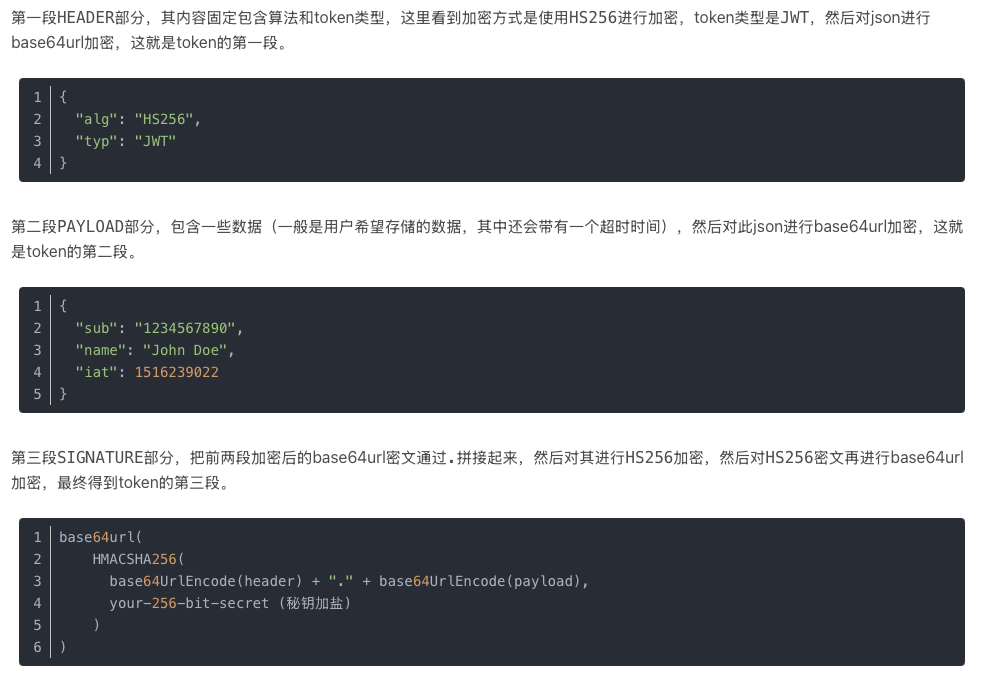 第一段HEADER部分，其内容固定包含算法和token类型，这里看到加密方式是使用HS256进行加密，token类型是JWT，然后对json进行
base64url加密，这就是token的第一段。
1 {
2   "alg": "HS256",
3   "typ": "JWT"
4 }
第二段PAYLOAD部分，包含一些数据（一般是用户希望存储的数据，其中还会带有一个超时时间），然后对此json进行base64url加密，这就
是token的第二段。
1 {
2   "sub": "1234567890",
3   "name": "John Doe",
4   "iat": 1516239022
5 }
第三段SIGNATURE部分，把前两段加密后的base64url密文通过.拼接起来，然后对其进行HS256加密，然后对HS256密文再进行base64url
加密，最终得到token的第三段。
1 base64url(
2     HMACSHA256(
3       base64UrlEncode(header) + "." + base64UrlEncode(payload),
4       your-256-bit-secret (秘钥加盐)
5     )
6 )